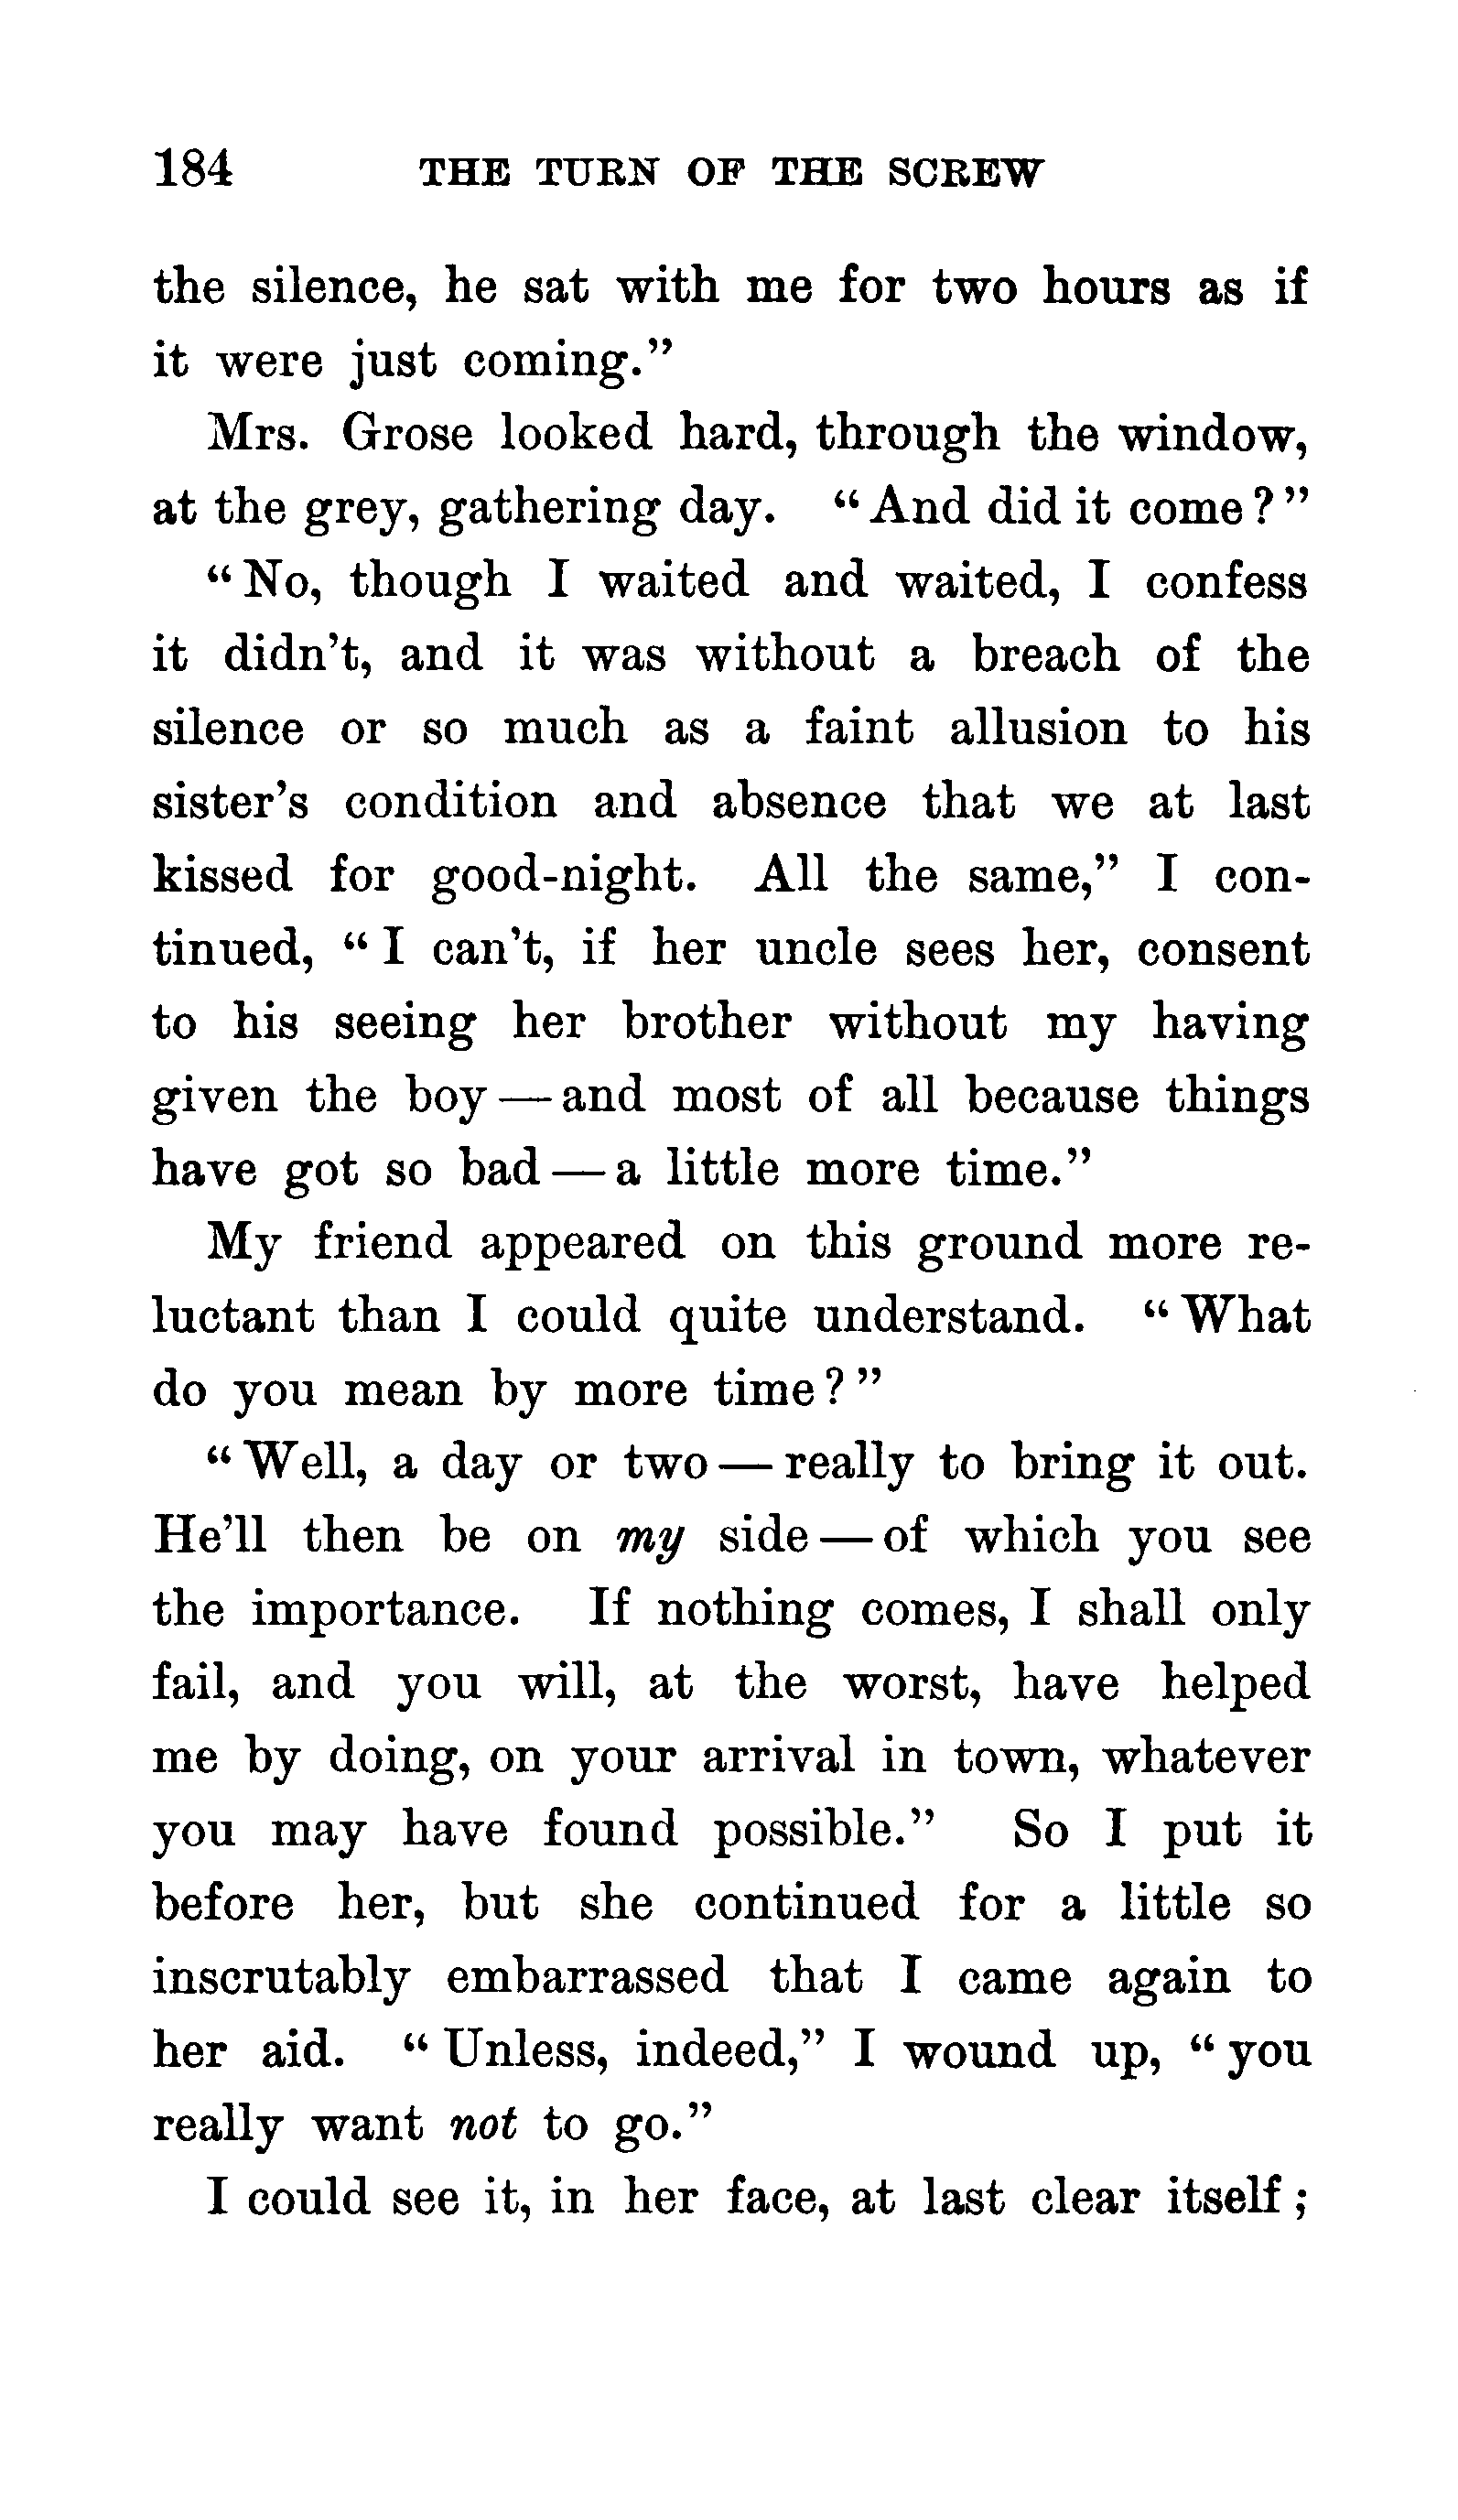 184 THE TURN OF THE SCREW
the silence, he sat with me for two hours as if
it were just coming.”
Mrs. Grose looked hard, through the window,
at the grey, gathering day. “And did it come?”
“No, though I waited and waited, I confess
it didn’t, and it was without a breach of the
silence or so much as a faint allusion to his
sister’s condition and absence that we at last
kissed for good-night. All the same,” I con-
tinued, “I can’t, if her uncle sees her, consent
to his seeing her brother without my having
given the boy—and most of all because things
have got so bad—a little more time.”
My friend appeared on this ground more re-
luctant than I could quite understand. “What
do you mean by more time?”
“Well, a day or two—really to bring it out.
He’ll then be on my side—of which you see
the importance. If nothing comes, I shall only
fail, and you will, at the worst, have helped
me by doing, on your arrival in town, whatever
you may have found possible.” So I put it
before her, but she continued for a little so
inscrutably embarrassed that I came again to
her aid. “Unless, indeed,” I wound up, “you
really want not to go.”
I could see it, in her face, at last clear itself;